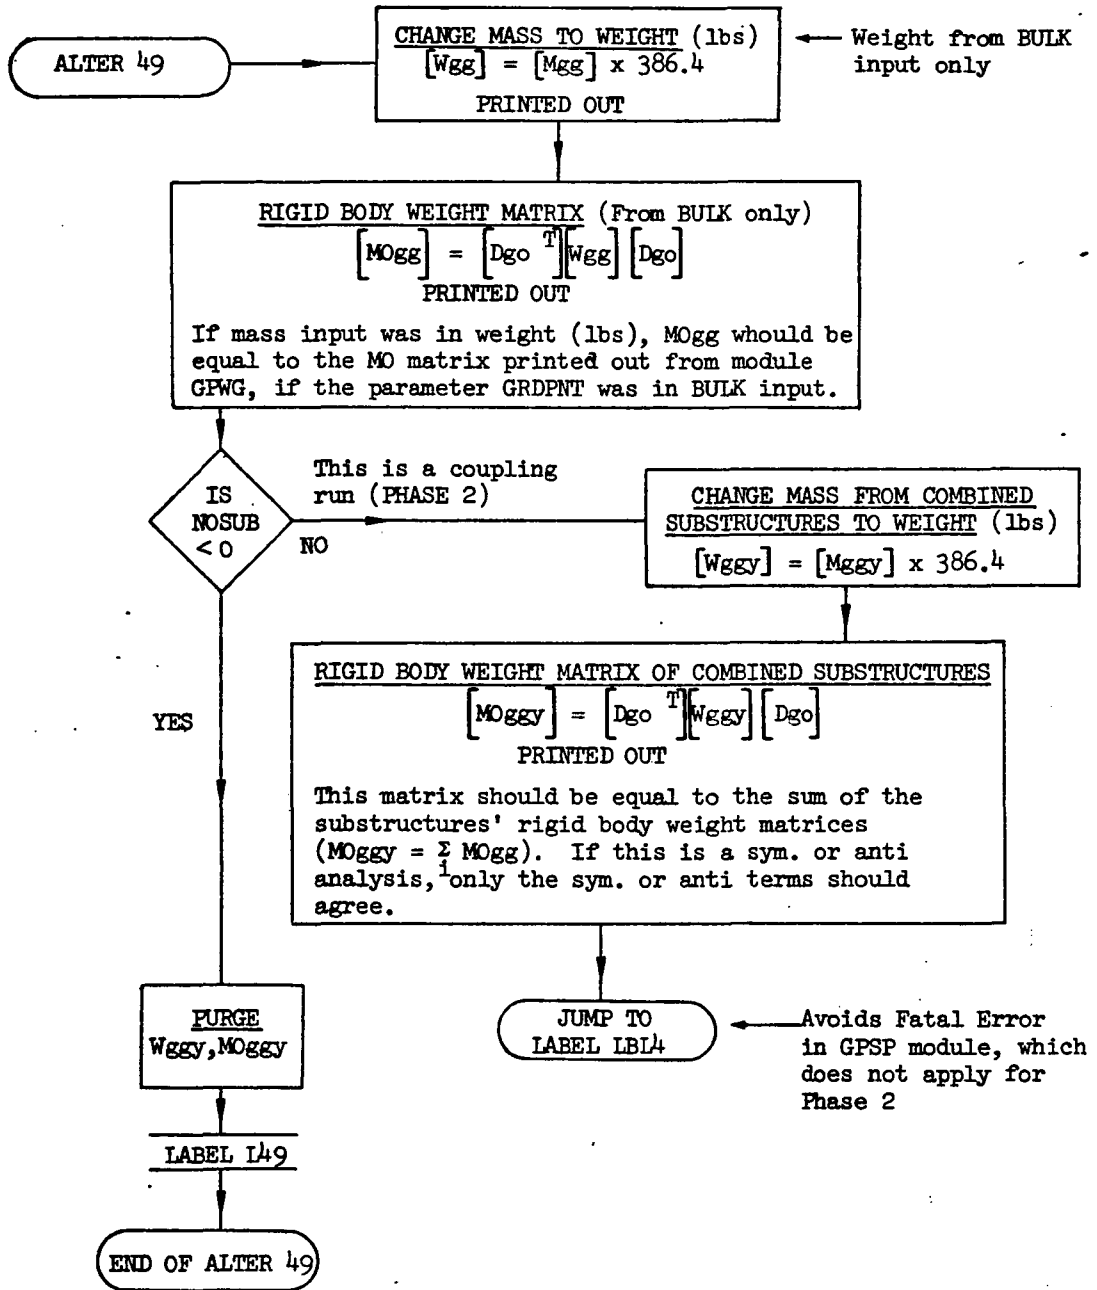 ALTER 49
CHANGE MASS TO WEIGHT (lbs)
[Wgg] = [Mgg] x 386.4
PRINTED OUT
Weight from BULK
input only
RIGID BODY WEIGHT MATRIX (From BULK only)
[MOgg] = [Dgo T][Wgg] [Dgo]
PRINTED OUT
If mass input was in weight (lbs), MOgg whould be
equal to the MO matrix printed out from module
GPWG, if the parameter GRDPNT was in BULK input.
IS
NOSUB
< 0
This is a coupling
run (PHASE 2)
NO
CHANGE MASS FROM COMBINED
SUBSTRUCTURES TO WEIGHT (lbs)
[Wggy] = [Mggy] x 386.4
RIGID BODY WEIGHT MATRIX OF COMBINED SUBSTRUCTURES
[MOggy] = [Dgo T][Wggy] [Dgo]
PRINTED OUT
This matrix should be equal to the sum of the
substructures' rigid body weight matrices
(MOggy = Σ MOgg). If this is a sym. or anti
analysis, i only the sym. or anti terms should
agree.
YES
PURGE
Wggy,MOggy
JUMP TO
LABEL LBL4
Avoids Fatal Error
in GPSP module, which
does not apply for
Phase 2
LABEL L49
END OF ALTER 49